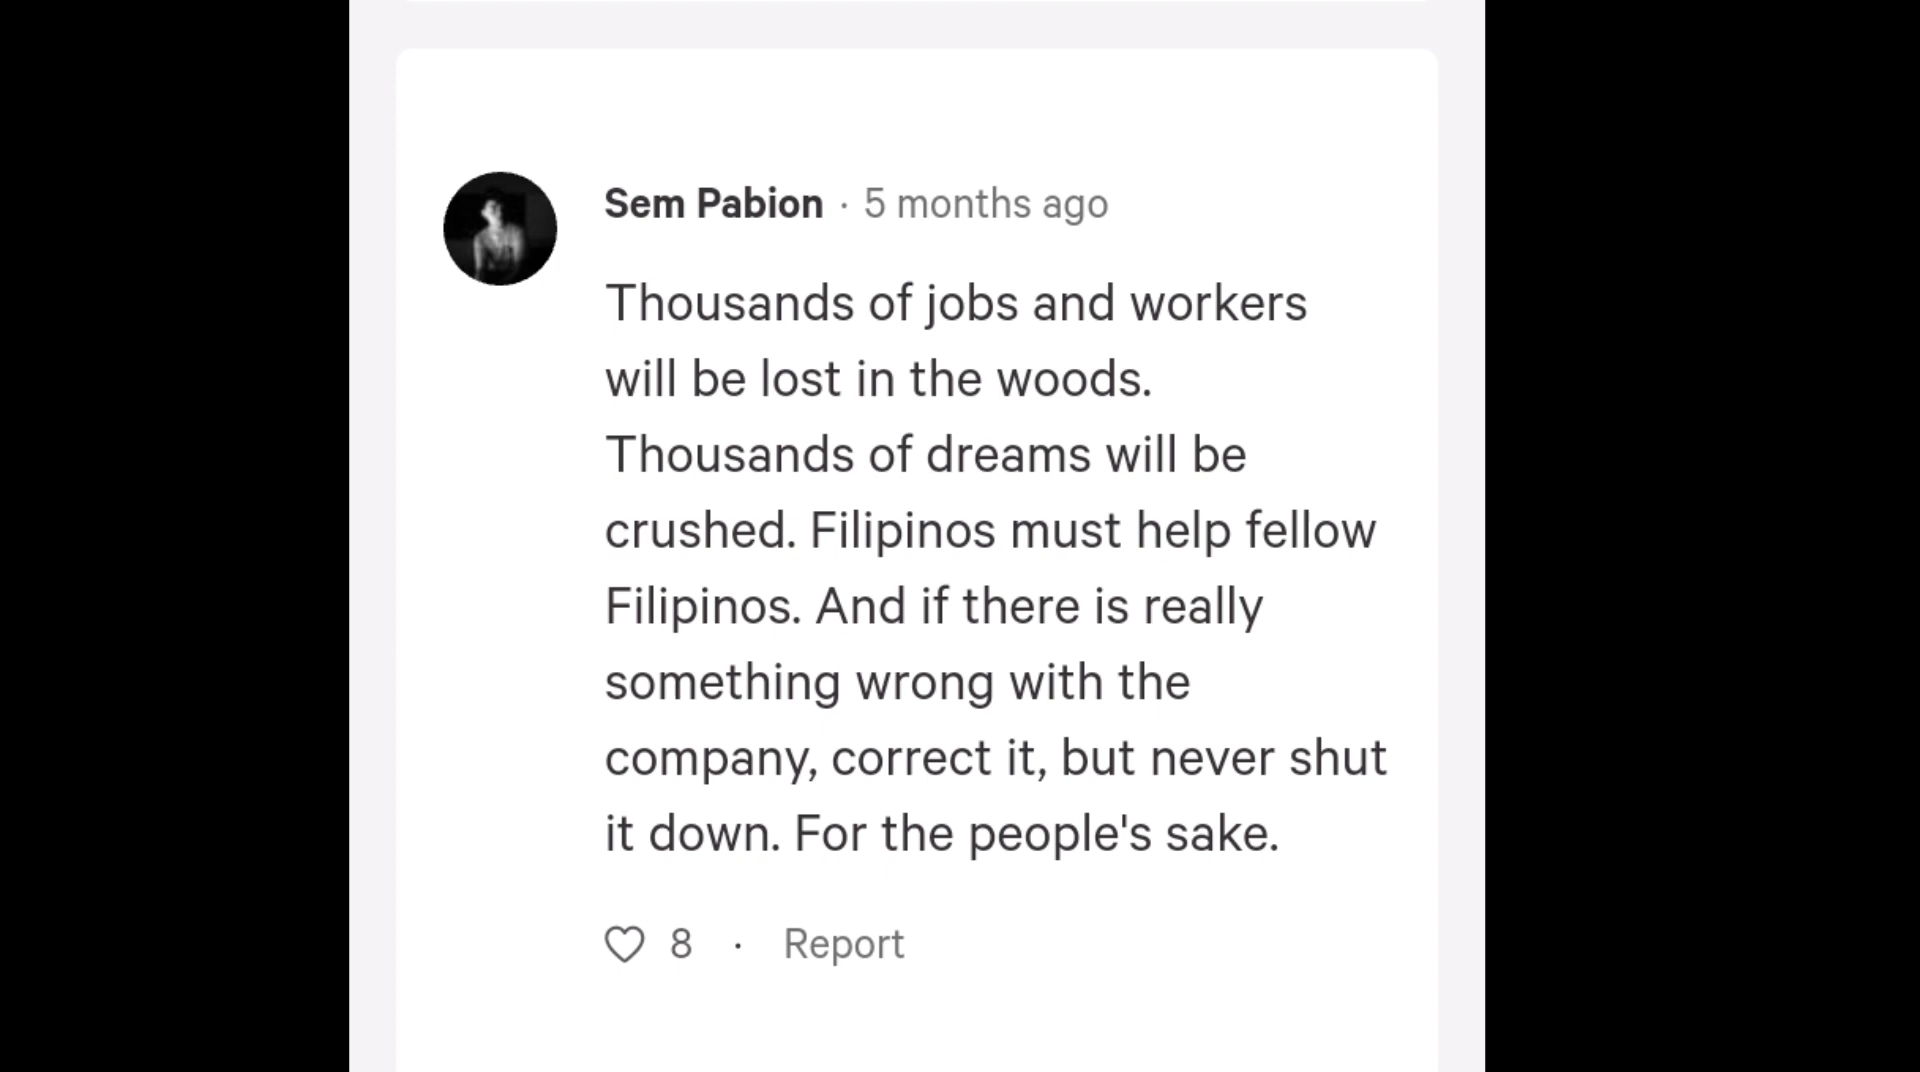 Sem Pabion · 5 months ago
Thousands of jobs and workers
will be lost in the woods.
Thousands of dreams will be
crushed. Filipinos must help fellow
Filipinos. And if there is really
something wrong with the
company, correct it, but never shut
it down. For the people's sake.
8 · Report